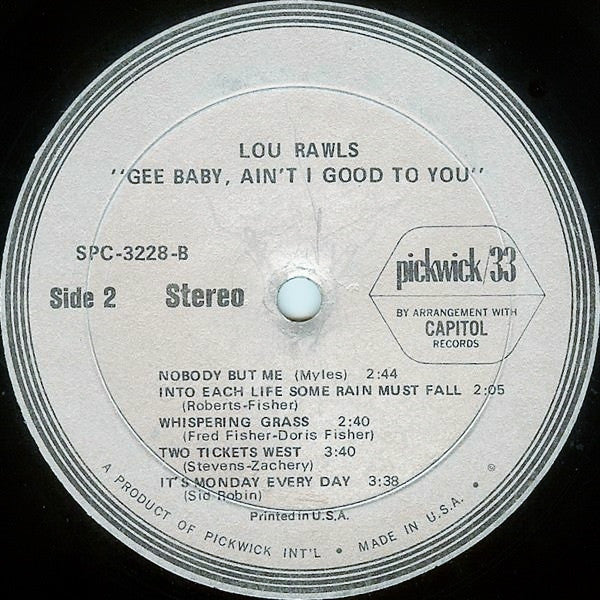 LOU RAWLS
"GEE BABY, AIN'T I GOOD TO YOU"
SPC-3228-B
Side 2 Stereo
pickwick/33
BY ARRANGEMENT WITH
CAPITOL
RECORDS
NOBODY BUT ME (Myles) 2:44
INTO EACH LIFE SOME RAIN MUST FALL 2:05
(Roberts-Fisher)
WHISPERING GRASS 2:40
(Fred Fisher-Doris Fisher)
TWO TICKETS WEST 3:40
(Stevens-Zachery)
IT'S MONDAY EVERY DAY 3:38
(Sid Robin)
Printed in U.S.A.
A PRODUCT OF PICKWICK INT'L • MADE IN U.S.A. •